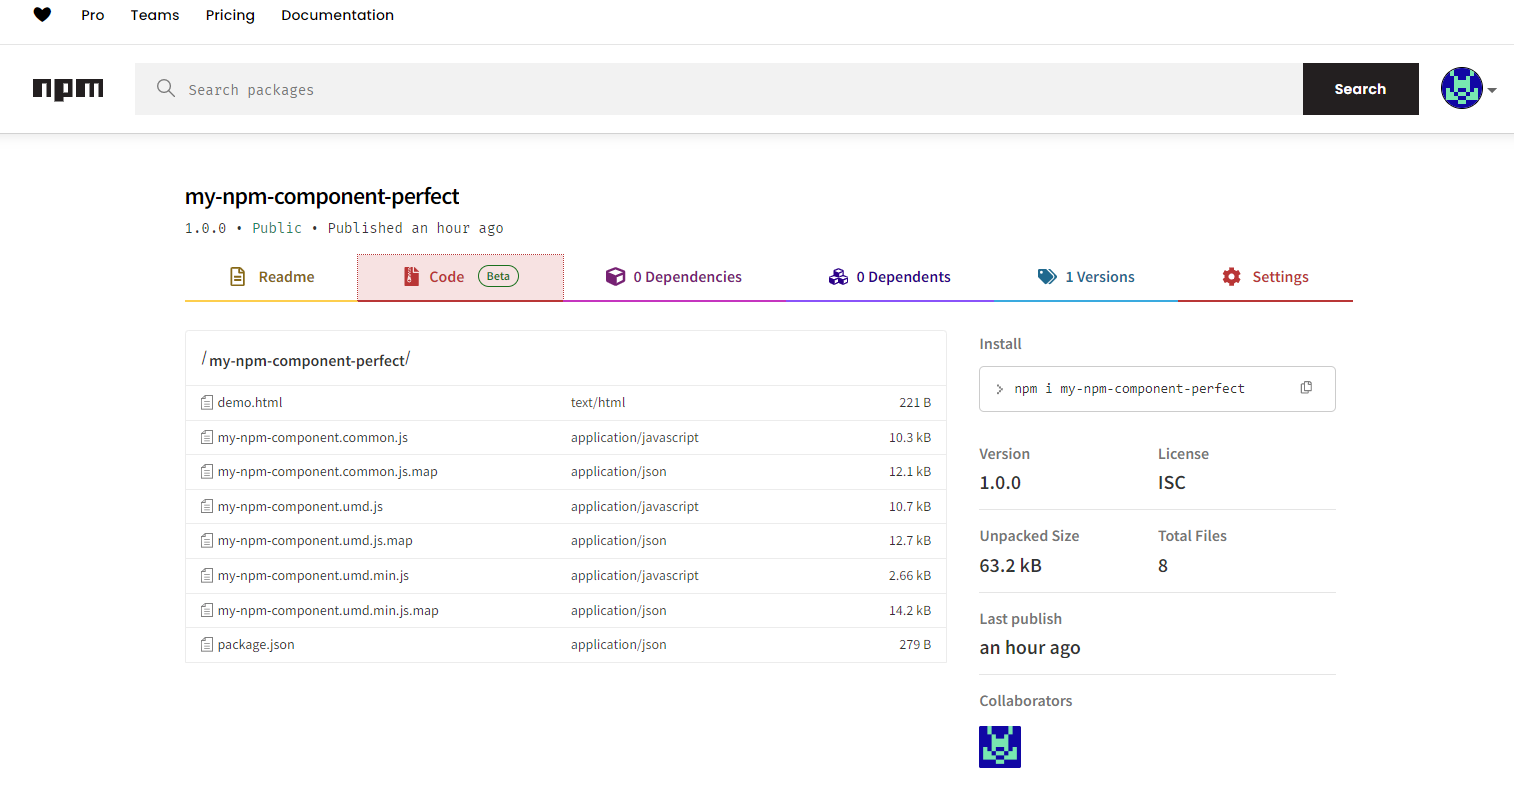 Pro Teams Pricing Documentation
npm Search packages Search
my-npm-component-perfect
1.0.0 • Public • Published an hour ago
Readme Code Beta 0 Dependencies 0 Dependents 1 Versions Settings
/my-npm-component-perfect/
demo.html text/html 221 B
my-npm-component.common.js application/javascript 10.3 kB
my-npm-component.common.js.map application/json 12.1 kB
my-npm-component.umd.js application/javascript 10.7 kB
my-npm-component.umd.js.map application/json 12.7 kB
my-npm-component.umd.min.js application/javascript 2.66 kB
my-npm-component.umd.min.js.map application/json 14.2 kB
package.json application/json 279 B
Install
npm i my-npm-component-perfect
Version License
1.0.0 ISC
Unpacked Size Total Files
63.2 kB 8
Last publish
an hour ago
Collaborators